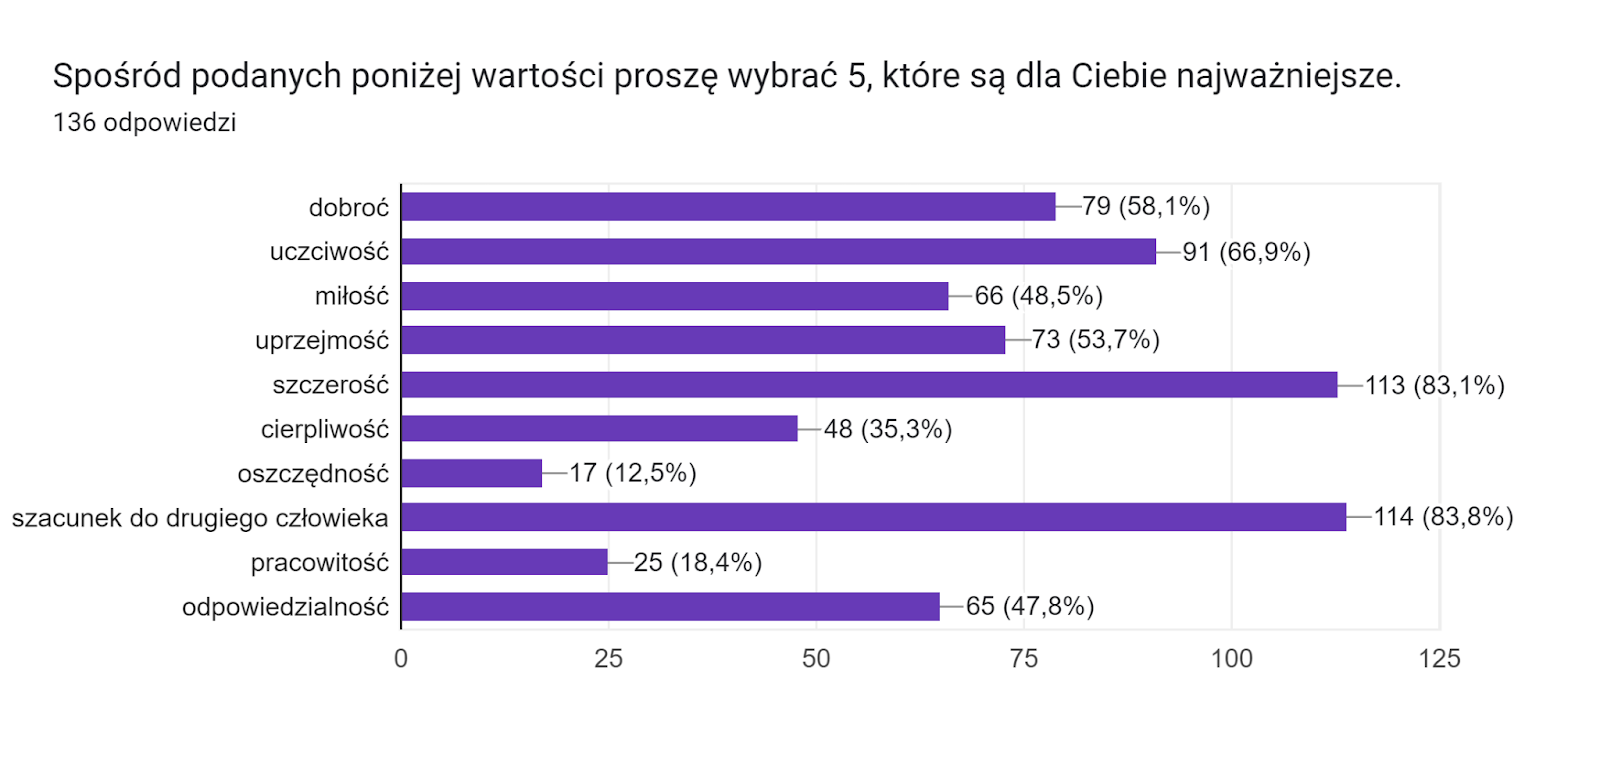 Spośród podanych poniżej wartości proszę wybrać 5, które są dla Ciebie najważniejsze.
136 odpowiedzi
dobroć 79 (58,1%)
uczciwość 91 (66,9%)
miłość 66 (48,5%)
uprzejmość 73 (53,7%)
szczerość 113 (83,1%)
cierpliwość 48 (35,3%)
oszczędność 17 (12,5%)
szacunek do drugiego człowieka 114 (83,8%)
pracowitość 25 (18,4%)
odpowiedzialność 65 (47,8%)
0 25 50 75 100 125